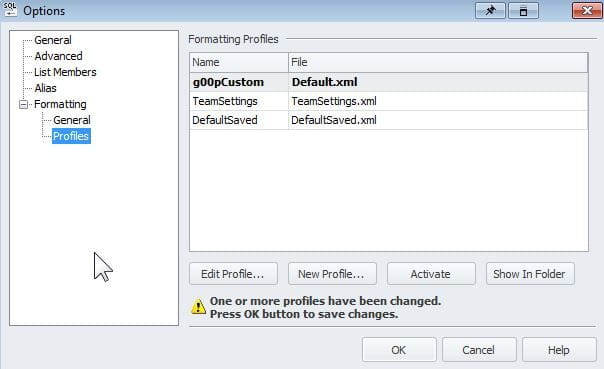 SQL
Options
General
Advanced
List Members
Alias
Formatting
General
Profiles
Formatting Profiles
Name File
g00pCustom Default.xml
TeamSettings TeamSettings.xml
DefaultSaved DefaultSaved.xml
Edit Profile... New Profile... Activate Show In Folder
One or more profiles have been changed.
Press OK button to save changes.
OK Cancel Help